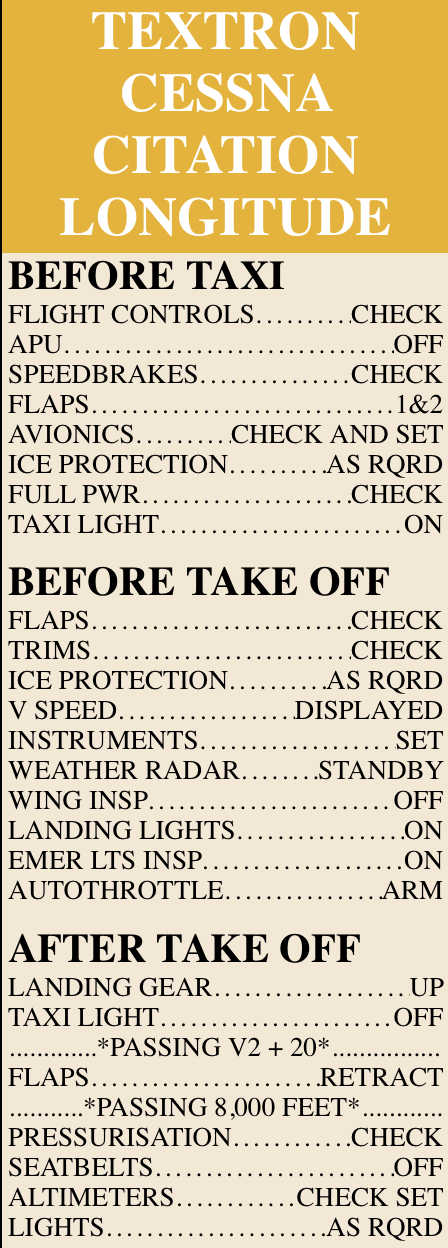 TEXTRON
CESSNA
CITATION
LONGITUDE
BEFORE TAXI
FLIGHT CONTROLS..........CHECK
APU.................................OFF
SPEEDBRAKES...............CHECK
FLAPS..............................1&2
AVIONICS..........CHECK AND SET
ICE PROTECTION..........AS RQRD
FULL PWR.....................CHECK
TAXI LIGHT........................ON
BEFORE TAKE OFF
FLAPS..........................CHECK
TRIMS..........................CHECK
ICE PROTECTION..........AS RQRD
V SPEED..................DISPLAYED
INSTRUMENTS....................SET
WEATHER RADAR........STANDBY
WING INSP........................OFF
LANDING LIGHTS.................ON
EMER LTS INSP....................ON
AUTOTHROTTLE................ARM
AFTER TAKE OFF
LANDING GEAR...................UP
TAXI LIGHT.......................OFF
.............*PASSING V2 + 20*................
FLAPS.......................RETRACT
...........*PASSING 8,000 FEET*............
PRESSURISATION............CHECK
SEATBELTS........................OFF
ALTIMETERS............CHECK SET
LIGHTS......................AS RQRD